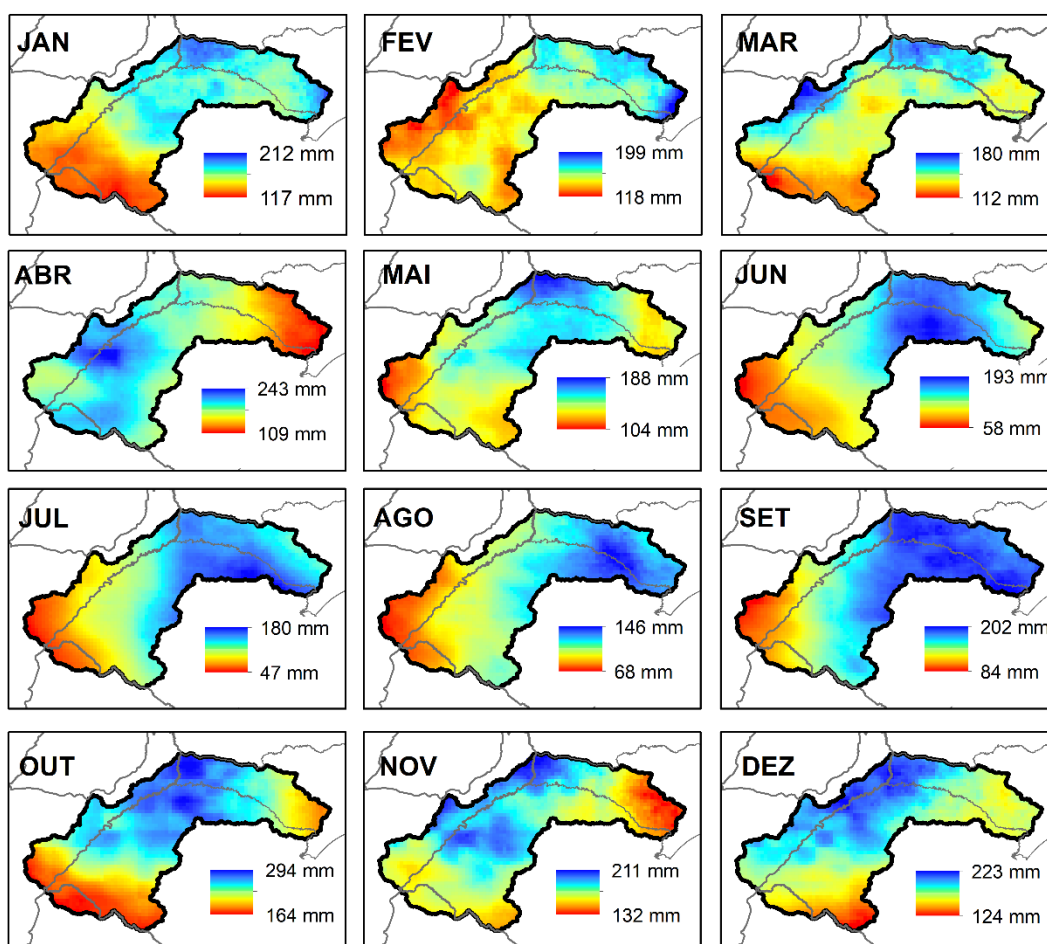 JAN
212 mm
117 mm
FEV
199 mm
118 mm
MAR
180 mm
112 mm
ABR
243 mm
109 mm
MAI
188 mm
104 mm
JUN
193 mm
58 mm
JUL
180 mm
47 mm
AGO
146 mm
68 mm
SET
202 mm
84 mm
OUT
294 mm
164 mm
NOV
211 mm
132 mm
DEZ
223 mm
124 mm